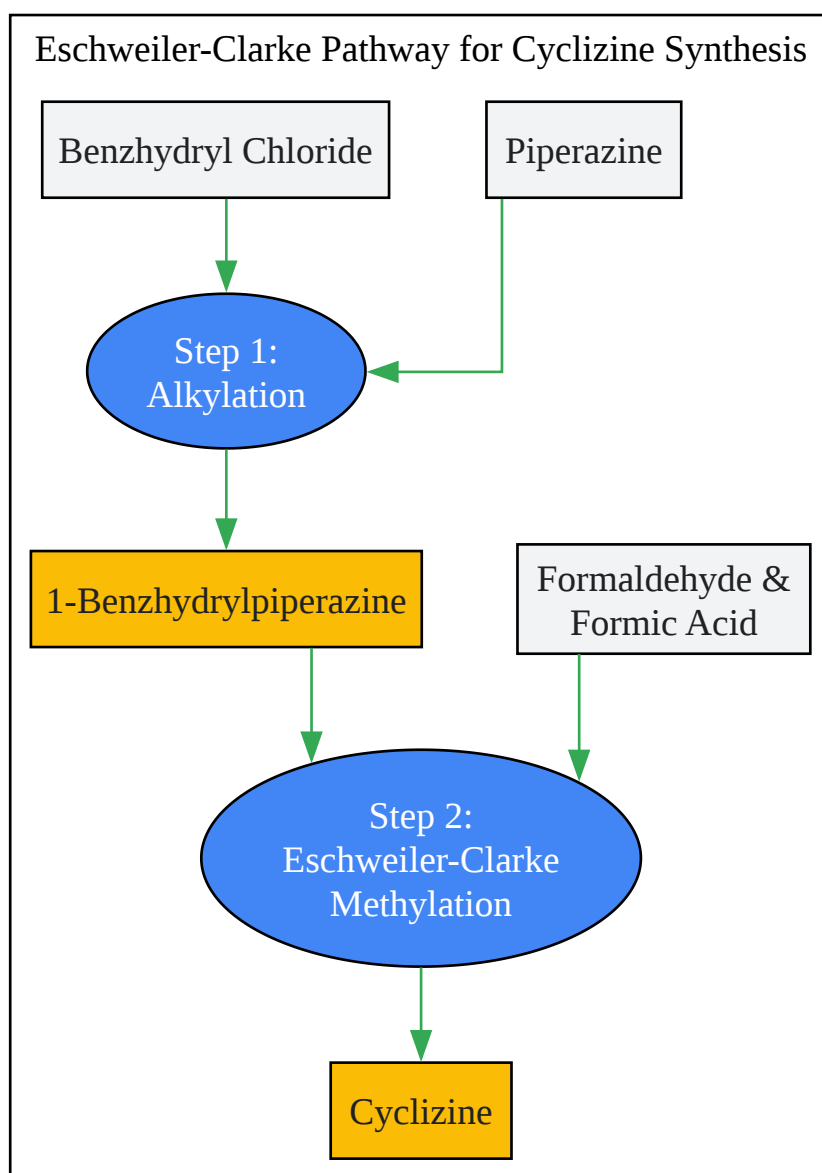 Eschweiler-Clarke Pathway for Cyclizine Synthesis
Benzhydryl Chloride
Piperazine
Step 1:
Alkylation
1-Benzhydrylpiperazine
Formaldehyde &
Formic Acid
Step 2:
Eschweiler-Clarke
Methylation
Cyclizine